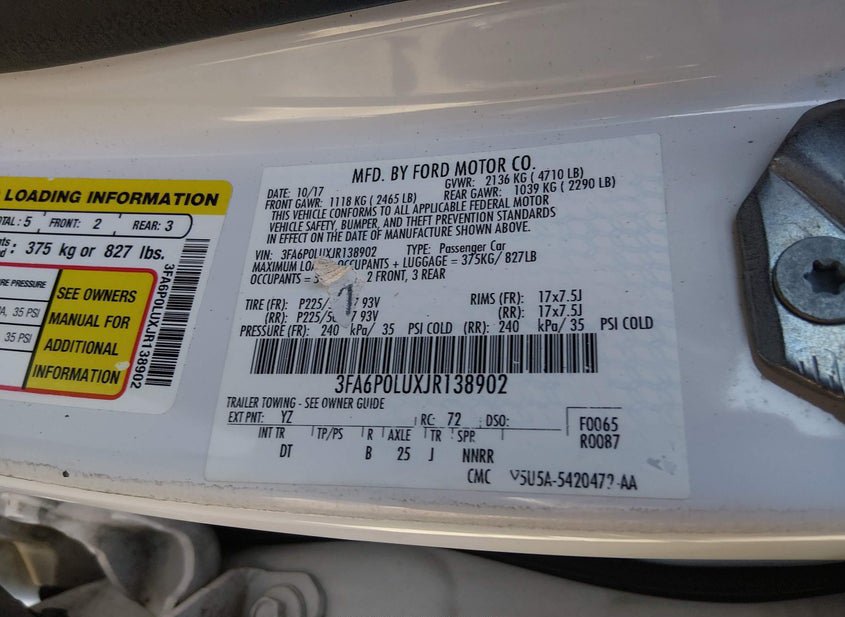 LOADING INFORMATION
5 FRONT: 2 REAR: 3
375 kg or 827 lbs.
PRESSURE
35 PSI
35 PSI
SEE OWNERS
MANUAL FOR
ADDITIONAL
INFORMATION
3FA6P0LUXJR138902
MFD. BY FORD MOTOR CO.
DATE: 10/17 GVWR: 2136 KG ( 4710 LB)
FRONT GAWR: 1118 KG ( 2465 LB) REAR GAWR: 1039 KG ( 2290 LB)
THIS VEHICLE CONFORMS TO ALL APPLICABLE FEDERAL MOTOR
VEHICLE SAFETY, BUMPER, AND THEFT PREVENTION STANDARDS
IN EFFECT ON THE DATE OF MANUFACTURE SHOWN ABOVE.
VIN: 3FA6P0LUXJR138902 TYPE: Passenger Car
MAXIMUM OCCUPANTS + LUGGAGE = 375KG/ 827LB
OCCUPANTS = 2 FRONT, 3 REAR
TIRE (FR): 93V RIMS (FR): 17x7.5J
(RR): 93V (RR): 17x7.5J
PRESSURE (FR): 240 kPa/ 35 PSI COLD (RR): 240 kPa/ 35 PSI COLD
3FA6P0LUXJR138902
TRAILER TOWING - SEE OWNER GUIDE
EXT PNT: YZ RC: 72 DSO: F0065
R0087
INT TR TP/PS R AXLE TR SPR
DT B 25 J NNRR
CMC